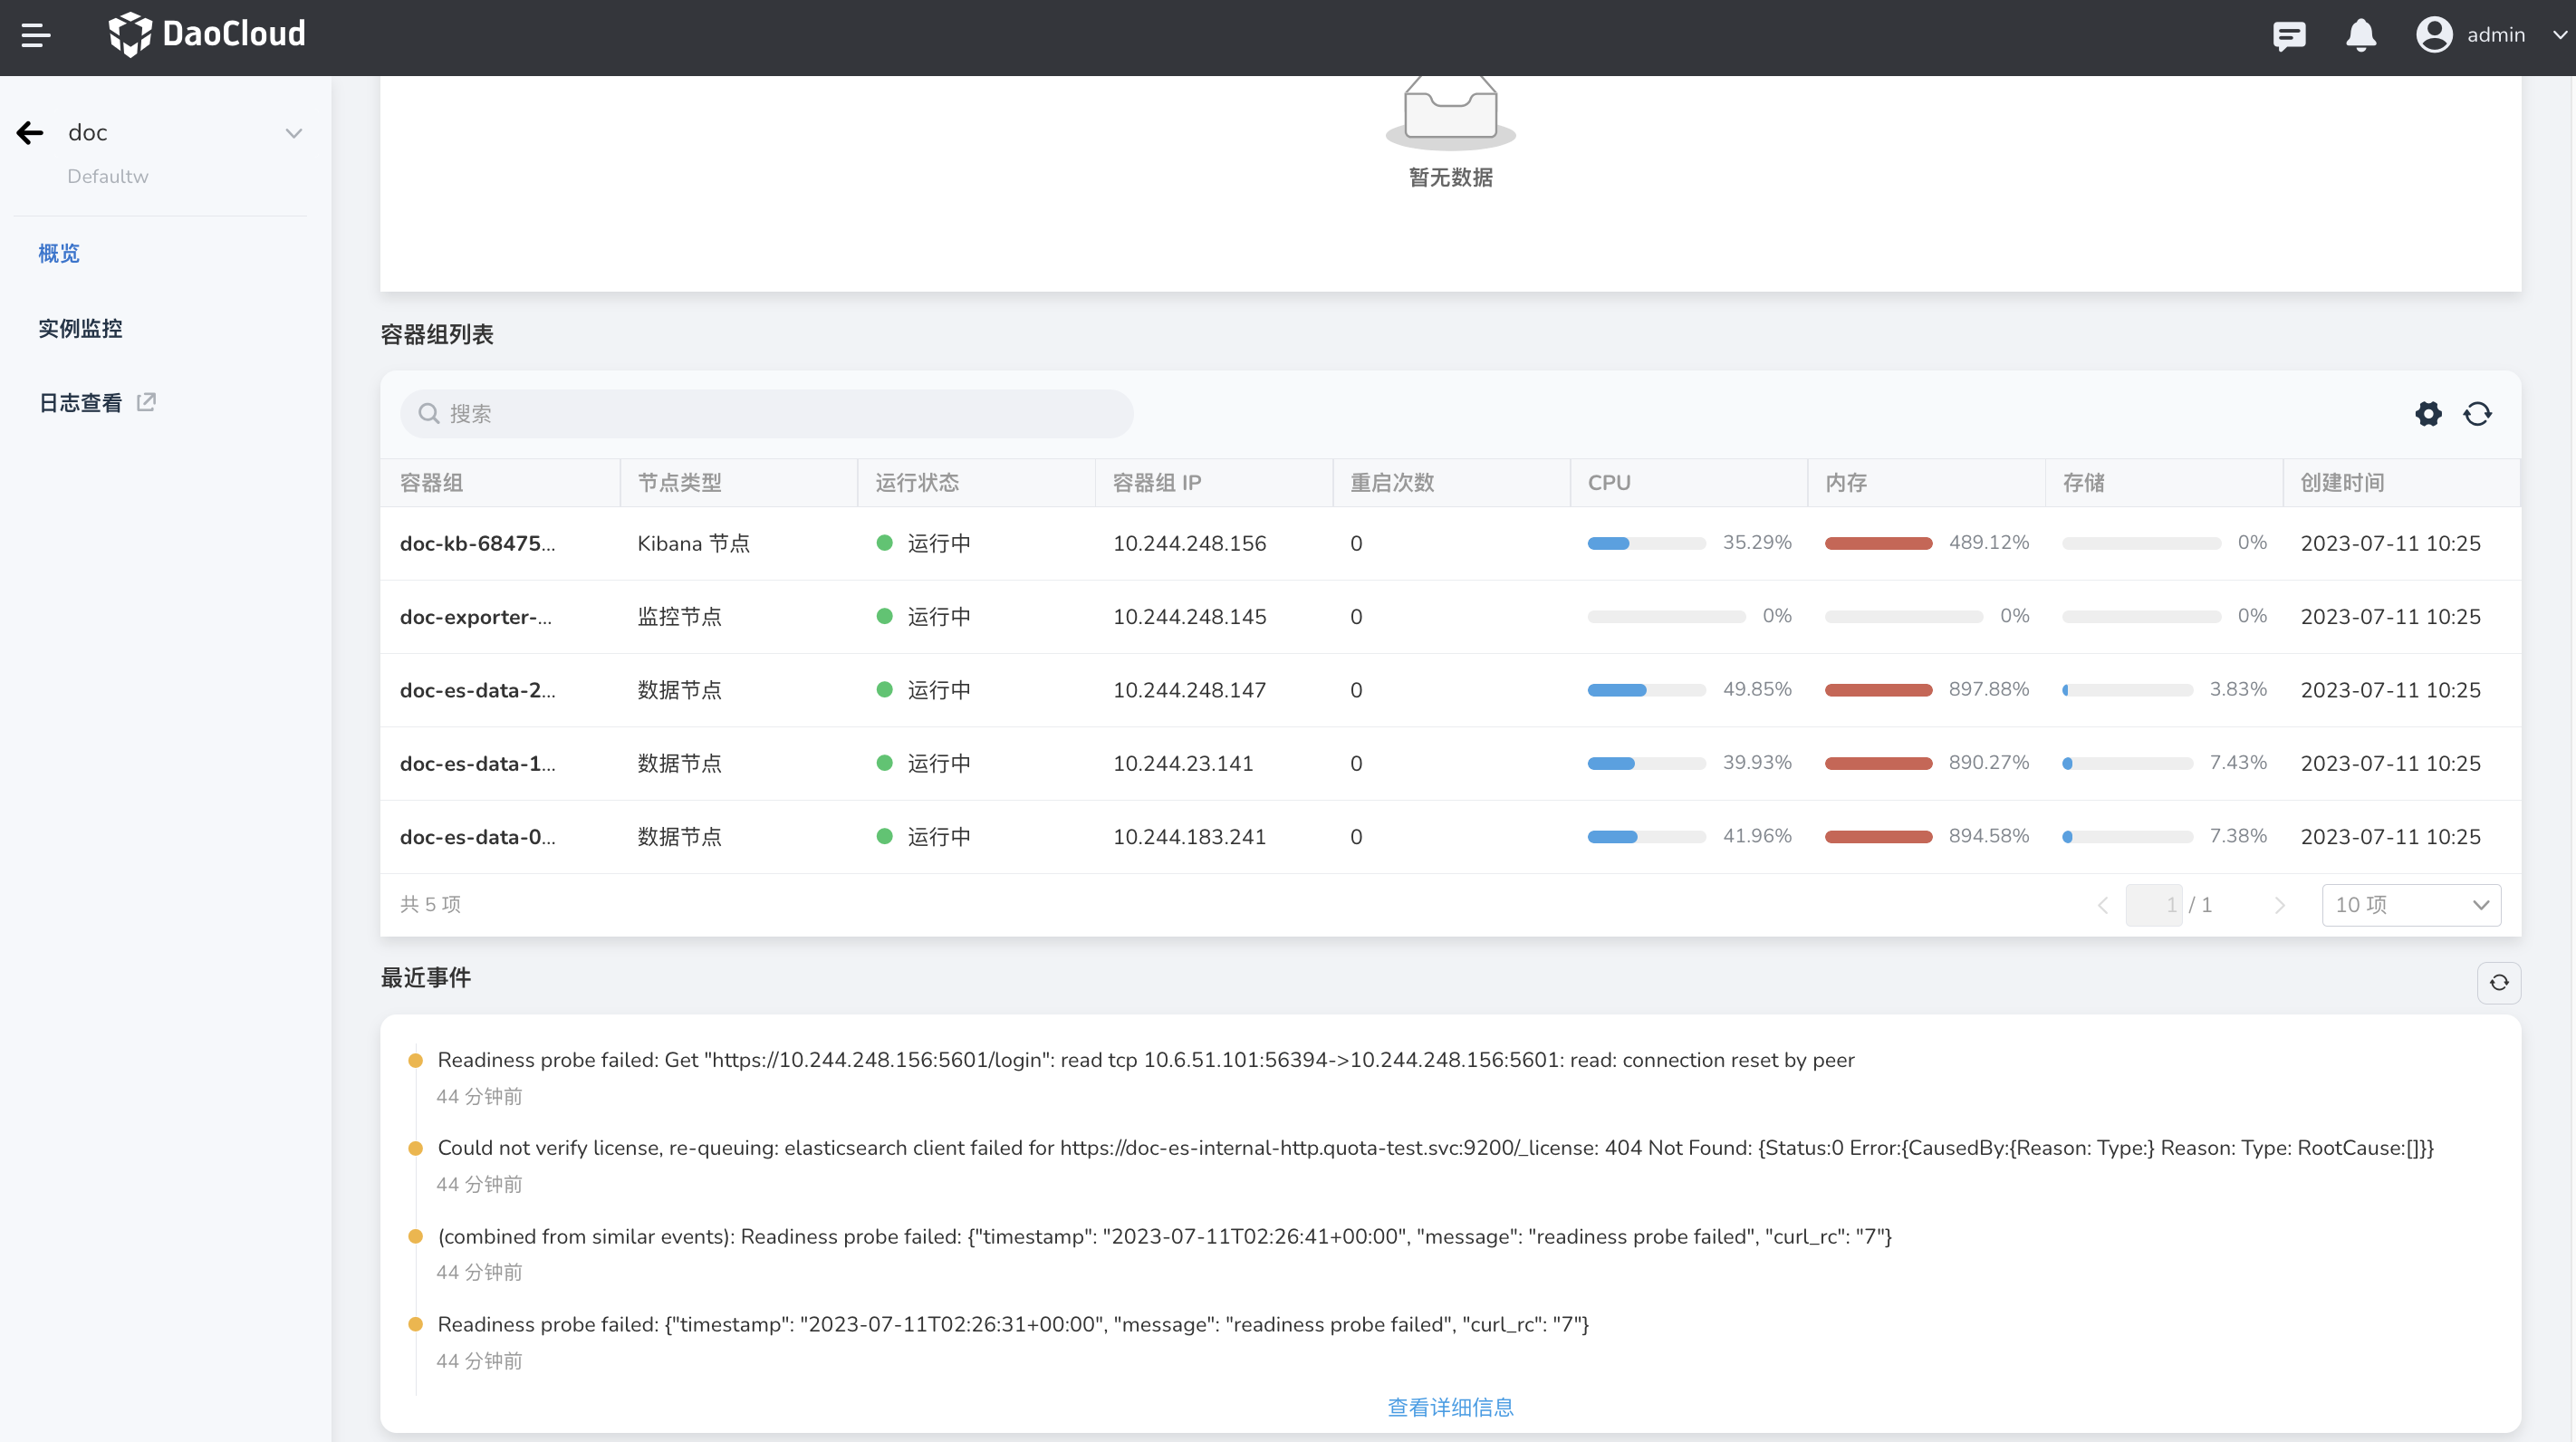 DaoCloud
admin
doc
Defaultw
概览
实例监控
日志查看
暂无数据
容器组列表
搜索
容器组 节点类型 运行状态 容器组 IP 重启次数 CPU 内存 存储 创建时间
doc-kb-68475... Kibana 节点 运行中 10.244.248.156 0 35.29% 489.12% 0% 2023-07-11 10:25
doc-exporter-... 监控节点 运行中 10.244.248.145 0 0% 0% 0% 2023-07-11 10:25
doc-es-data-2... 数据节点 运行中 10.244.248.147 0 49.85% 897.88% 3.83% 2023-07-11 10:25
doc-es-data-1... 数据节点 运行中 10.244.23.141 0 39.93% 890.27% 7.43% 2023-07-11 10:25
doc-es-data-0... 数据节点 运行中 10.244.183.241 0 41.96% 894.58% 7.38% 2023-07-11 10:25
共 5 项 1 / 1 10 项
最近事件
Readiness probe failed: Get "https://10.244.248.156:5601/login": read tcp 10.6.51.101:56394->10.244.248.156:5601: read: connection reset by peer
44 分钟前
Could not verify license, re-queuing: elasticsearch client failed for https://doc-es-internal-http.quota-test.svc:9200/_license: 404 Not Found: {Status:0 Error:{CausedBy:{Reason: Type:} Reason: Type: RootCause:[]}}
44 分钟前
(combined from similar events): Readiness probe failed: {"timestamp": "2023-07-11T02:26:41+00:00", "message": "readiness probe failed", "curl_rc": "7"}
44 分钟前
Readiness probe failed: {"timestamp": "2023-07-11T02:26:31+00:00", "message": "readiness probe failed", "curl_rc": "7"}
44 分钟前
查看详细信息